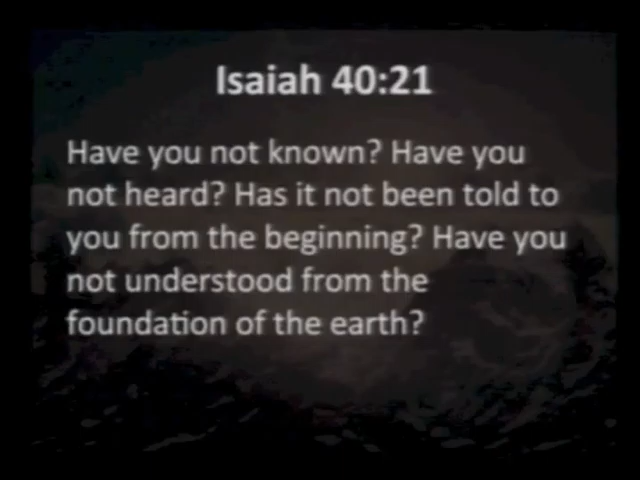 Isaiah 40:21
Have you not known? Have you
not heard? Has it not been told to
you from the beginning? Have you
not understood from the
foundation of the earth?